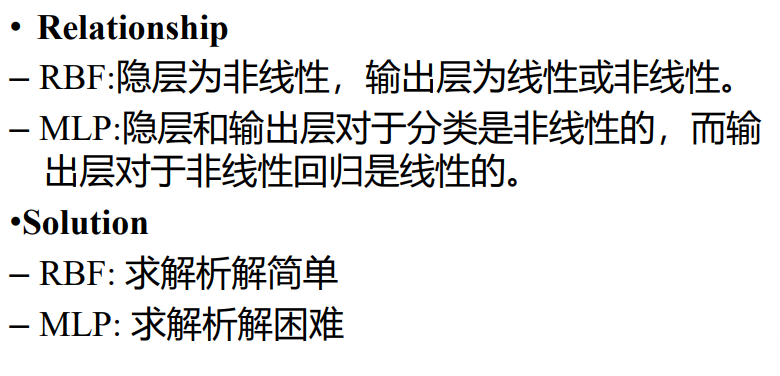 • Relationship
– RBF:隐层为非线性，输出层为线性或非线性。
– MLP:隐层和输出层对于分类是非线性的，而输
出层对于非线性回归是线性的。
•Solution
– RBF: 求解析解简单
– MLP: 求解析解困难